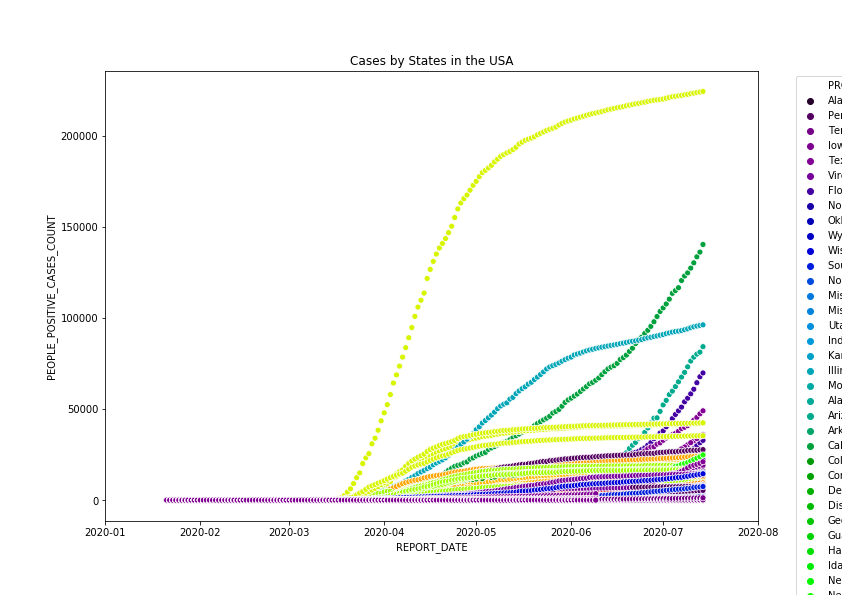 Cases by States in the USA
PEOPLE_POSITIVE_CASES_COUNT
200000
150000
100000
50000
0
2020-01
2020-02
2020-03
2020-04
2020-05
2020-06
2020-07
2020-08
REPORT_DATE
PRO
Ala
Per
Ter
Iow
Tex
Vir
Flo
No
Okl
Wy
Wis
Sou
No
Mis
Mis
Uta
Ind
Kar
Illin
Mo
Ala
Ariz
Ark
Cal
Col
Cor
De
Dis
Geo
Gua
Ha
Ida
Ne